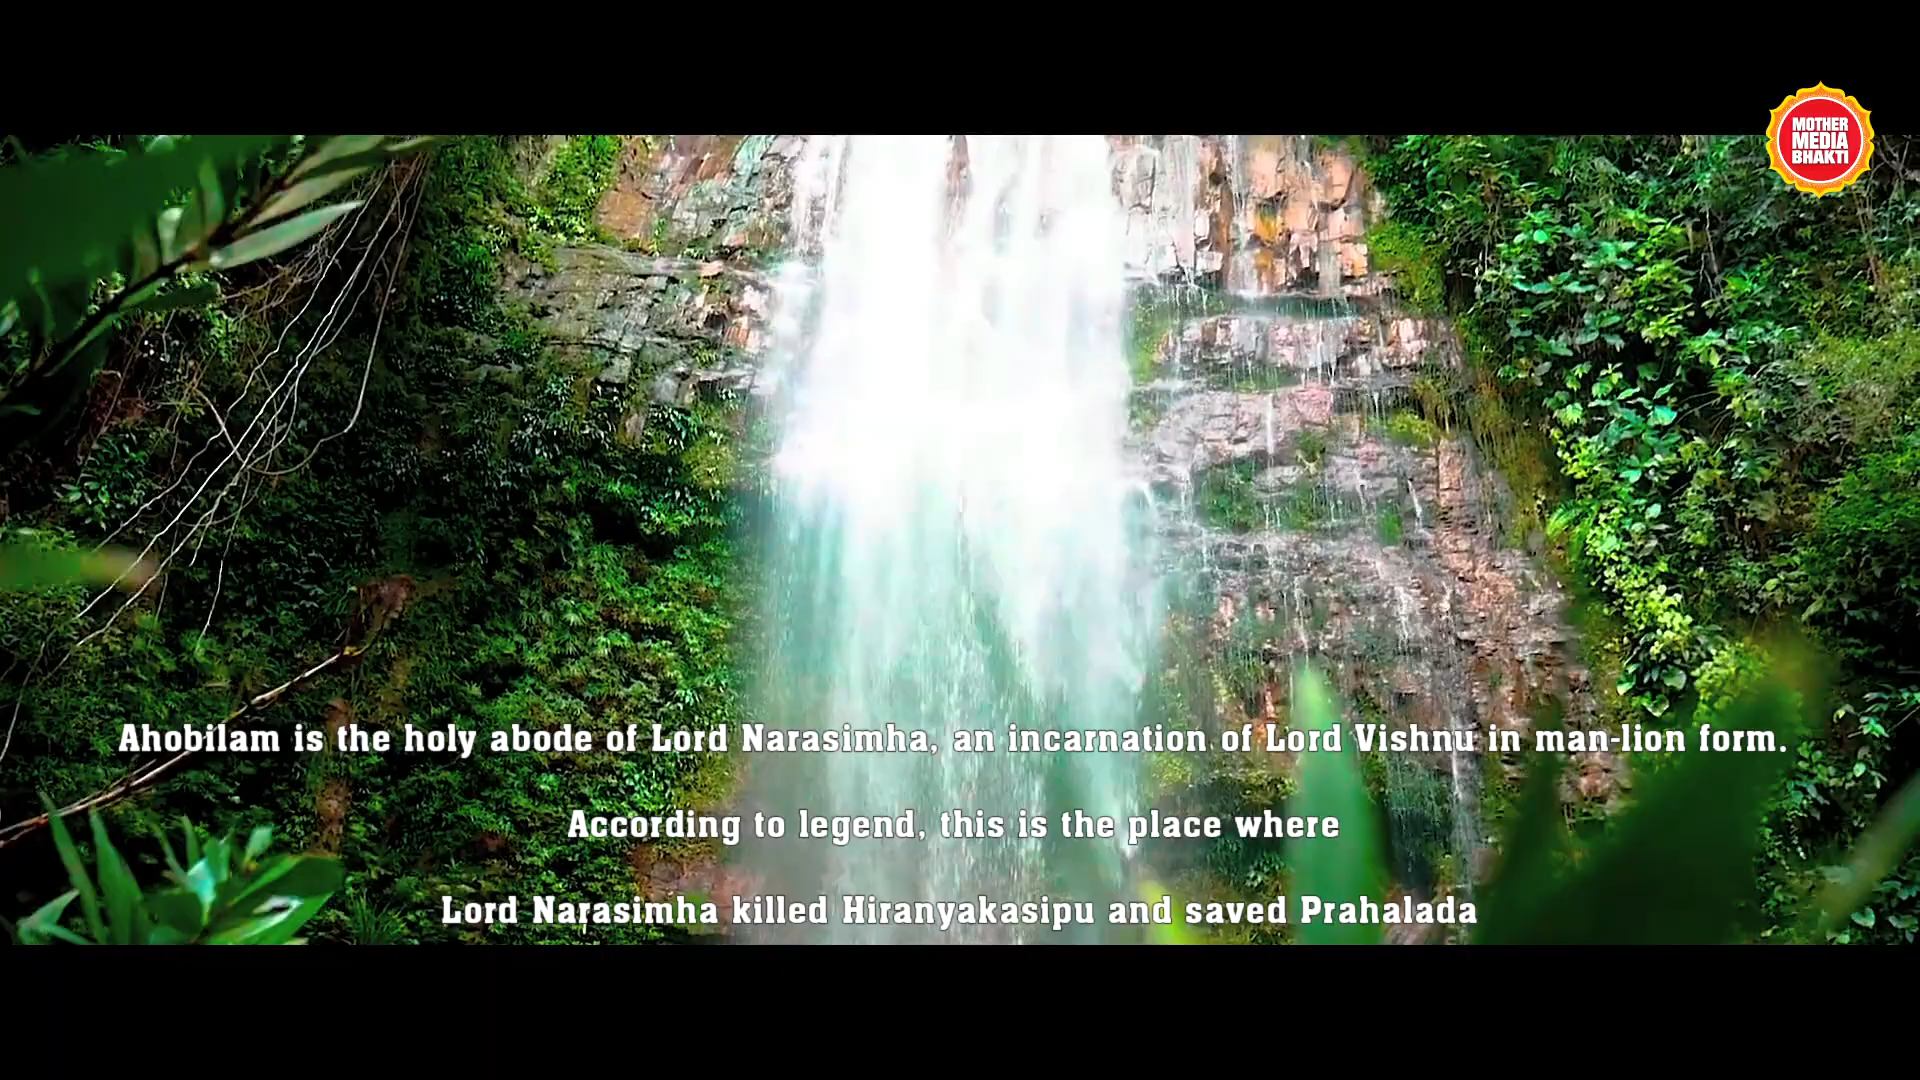 MOTHER
MEDIA
BHAKTI
Ahobilam is the holy abode of Lord Narasimha, an incarnation of Lord Vishnu in man-lion form.
According to legend, this is the place where
Lord Narasimha killed Hiranyakasipu and saved Prahalada